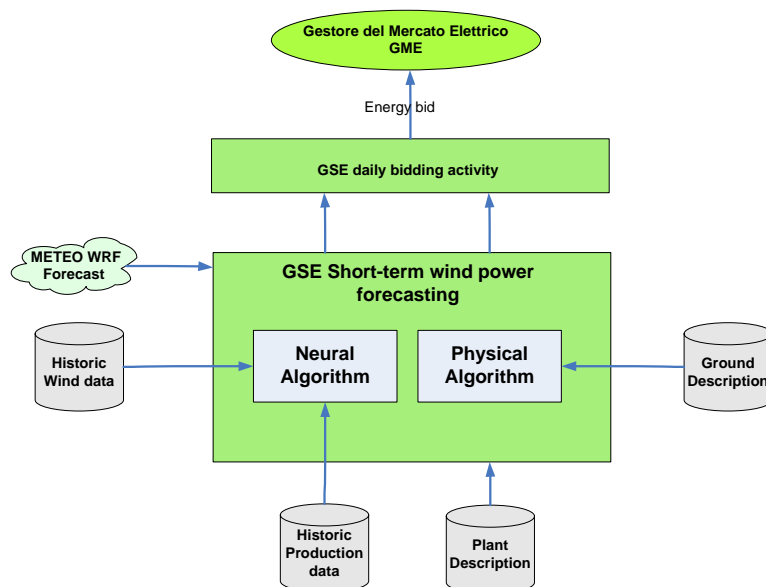 Gestore del Mercato Elettrico
GME
Energy bid
GSE daily bidding activity
METEO WRF
Forecast
GSE Short-term wind power
forecasting
Historic
Wind data
Neural
Algorithm
Physical
Algorithm
Ground
Description
Historic
Production
data
Plant
Description